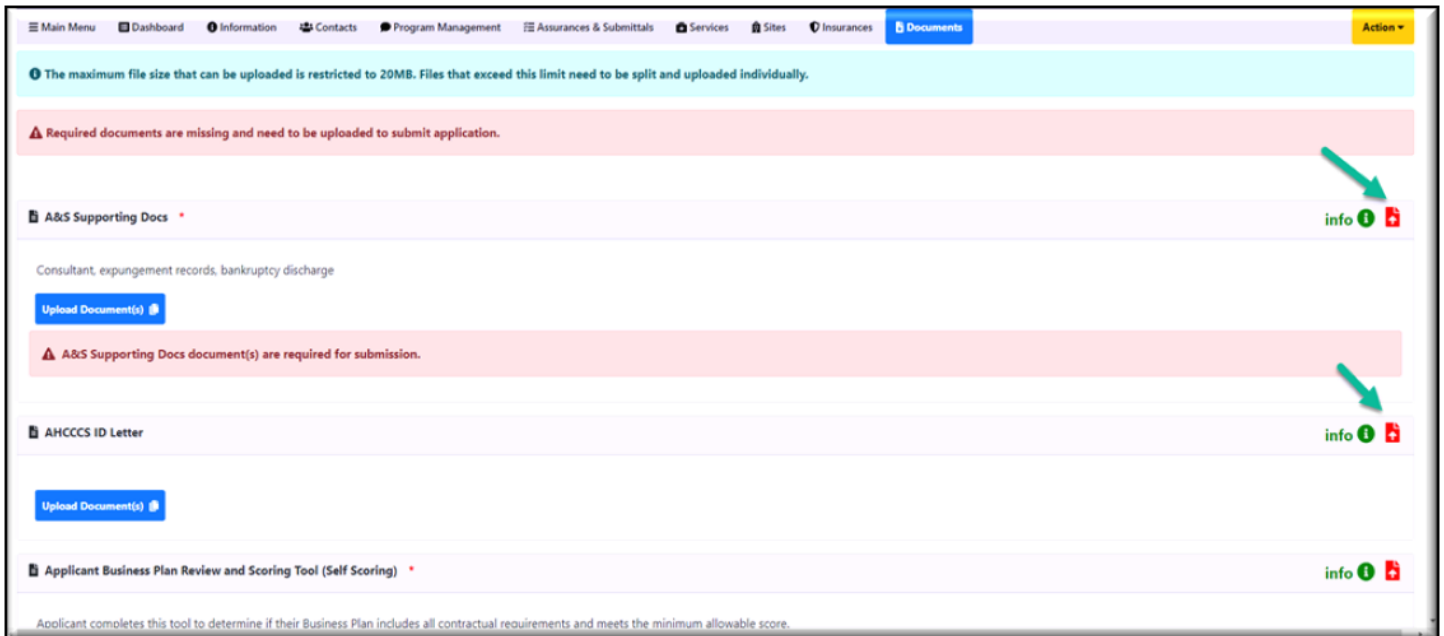 Main Menu Dashboard Information Contacts Program Management Assurances & Submittals Services Sites Insurances Documents Action
The maximum file size that can be uploaded is restricted to 20MB. Files that exceed this limit need to be split and uploaded individually.
Required documents are missing and need to be uploaded to submit application.
A&S Supporting Docs * info
Consultant, expungement records, bankruptcy discharge
Upload Document(s)
A&S Supporting Docs document(s) are required for submission.
AHCCCS ID Letter info
Upload Document(s)
Applicant Business Plan Review and Scoring Tool (Self Scoring) * info
Applicant completes this tool to determine if their Business Plan includes all contractual requirements and meets the minimum allowable score.